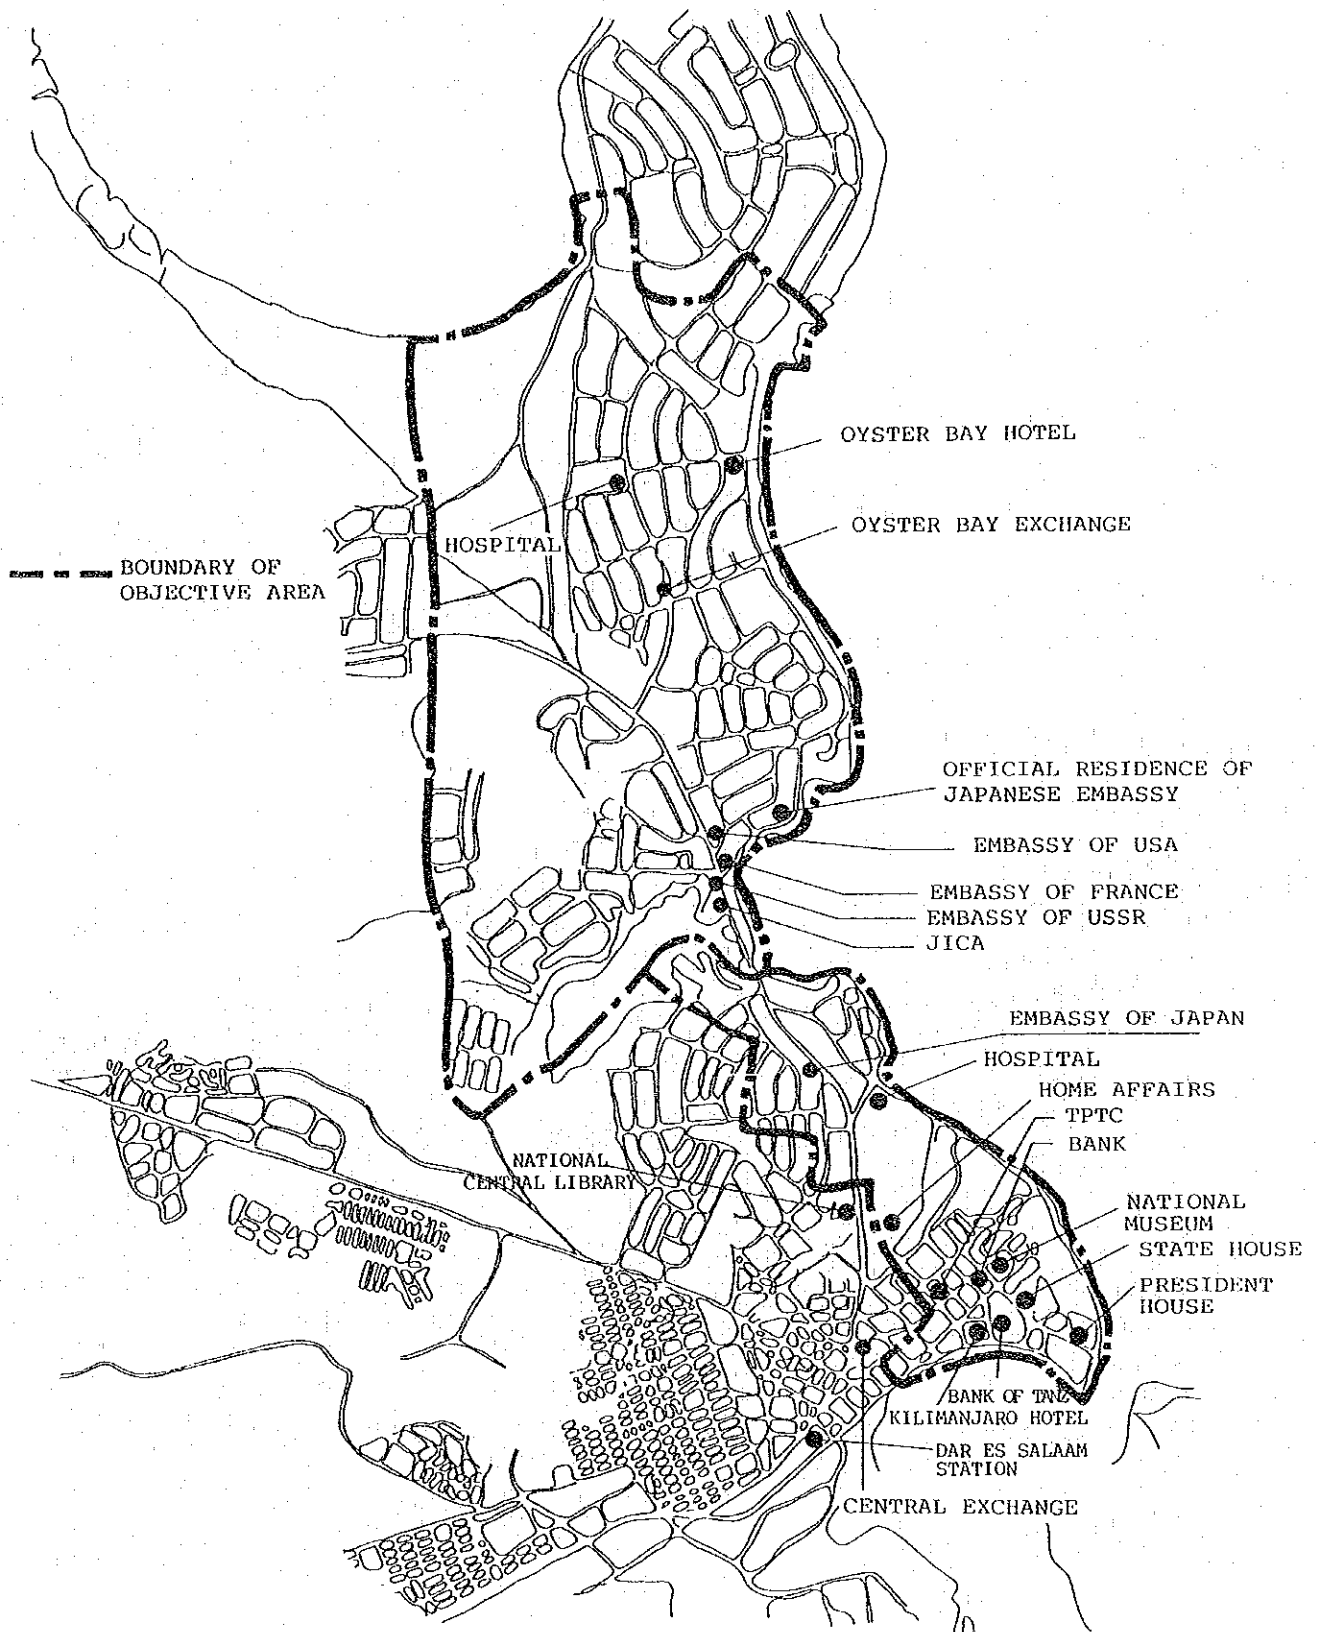 OYSTER BAY HOTEL
OYSTER BAY EXCHANGE
HOSPITAL
BOUNDARY OF
OBJECTIVE AREA
OFFICIAL RESIDENCE OF
JAPANESE EMBASSY
EMBASSY OF USA
EMBASSY OF FRANCE
EMBASSY OF USSR
JICA
EMBASSY OF JAPAN
HOSPITAL
HOME AFFAIRS
TPTC
BANK
NATIONAL
CENTRAL LIBRARY
NATIONAL
MUSEUM
STATE HOUSE
PRESIDENT
HOUSE
BANK OF TANZ
KILIMANJARO HOTEL
DAR ES SALAAM
STATION
CENTRAL EXCHANGE